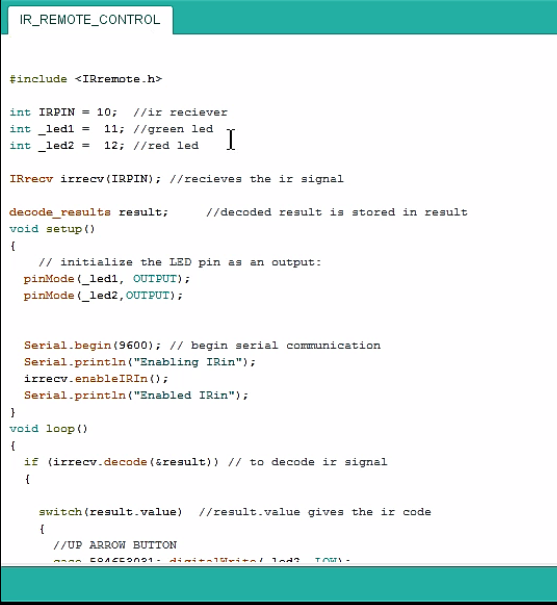 IR_REMOTE_CONTROL
#include <IRremote.h>
int IRPIN = 10;  //ir reciever
int _led1 =  11; //green led
int _led2 =  12; //red led
IRrecv irrecv(IRPIN); //recieves the ir signal
decode_results result;     //decoded result is stored in result
void setup()
{
    // initialize the LED pin as an output:
  pinMode(_led1, OUTPUT);
  pinMode(_led2,OUTPUT);
  Serial.begin(9600); // begin serial communication
  Serial.println("Enabling IRin");
  irrecv.enableIRIn();
  Serial.println("Enabled IRin");
}
void loop()
{
  if (irrecv.decode(&result)) // to decode ir signal
  {
    switch(result.value)  //result.value gives the ir code
    {
      //UP ARROW BUTTON
      case digitalWrite( LOW);